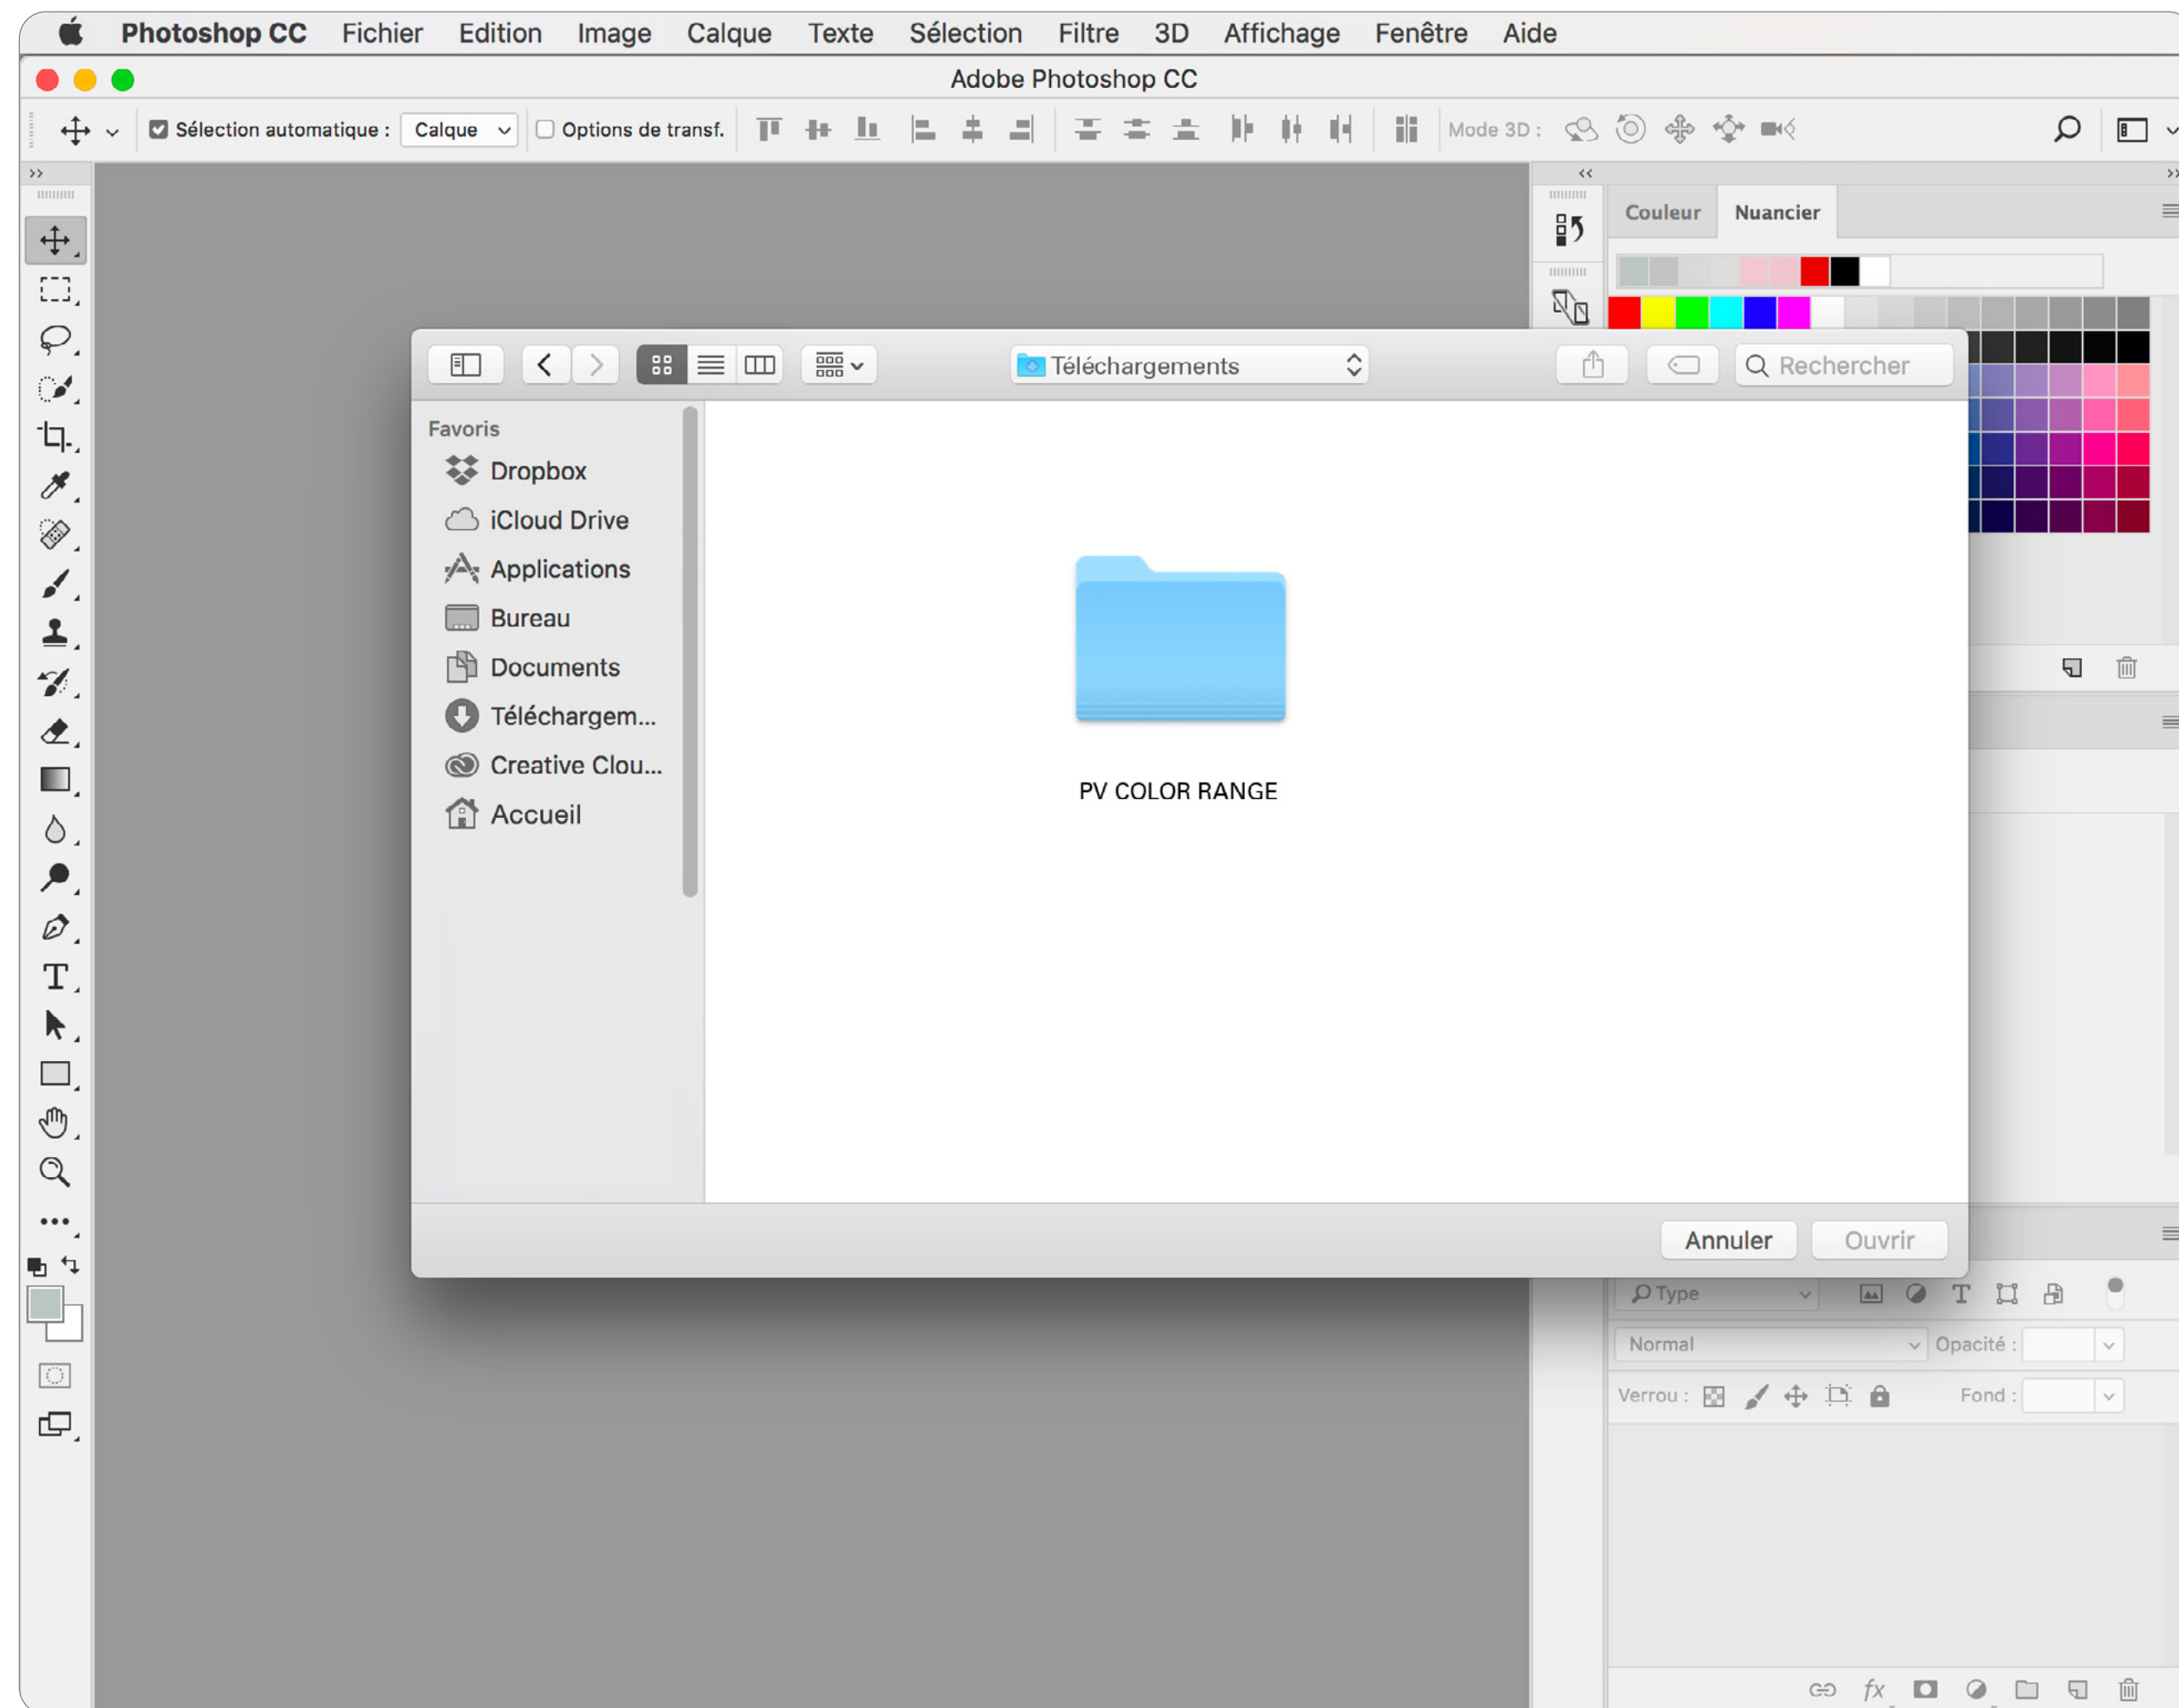 Photoshop CC Fichier Edition Image Calque Texte Sélection Filtre 3D Affichage Fenêtre Aide
Adobe Photoshop CC
Sélection automatique : Calque Options de transf. Mode 3D :
Couleur Nuancier
Téléchargements Rechercher
Favoris
Dropbox
iCloud Drive
Applications
Bureau
Documents
Téléchargem...
Creative Clou...
Accueil
PV COLOR RANGE
Annuler Ouvrir
Type
Normal Opacité :
Verrou : Fond :
fx